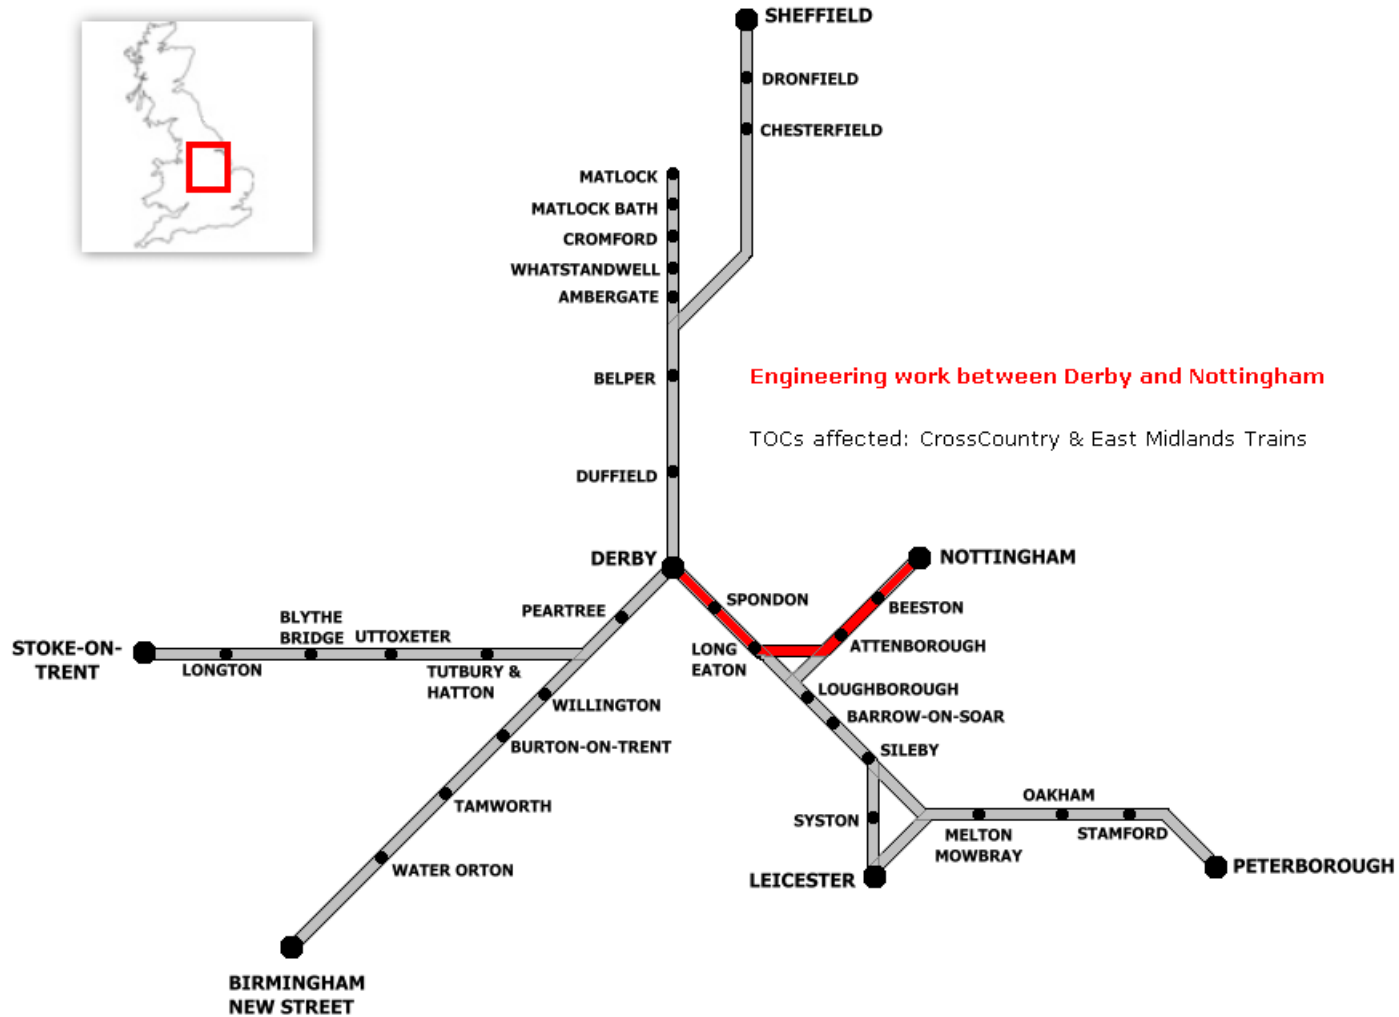 SHEFFIELD
DRONFIELD
CHESTERFIELD
MATLOCK
MATLOCK BATH
CROMFORD
WHATSTANDWELL
AMBERGATE
BELPER
Engineering work between Derby and Nottingham
TOCs affected: CrossCountry & East Midlands Trains
DUFFIELD
DERBY
NOTTINGHAM
SPONDON
BEESTON
PEARTREE
BLYTHE
BRIDGE
UTTOXETER
STOKE-ON-
TRENT
LONGTON
TUTBURY &
HATTON
LONG
EATON
ATTENBOROUGH
LOUGHBOROUGH
WILLINGTON
BARROW-ON-SOAR
BURTON-ON-TRENT
SILEBY
TAMWORTH
OAKHAM
SYSTON
MELTON
MOWBRAY
STAMFORD
WATER ORTON
LEICESTER
PETERBOROUGH
BIRMINGHAM
NEW STREET